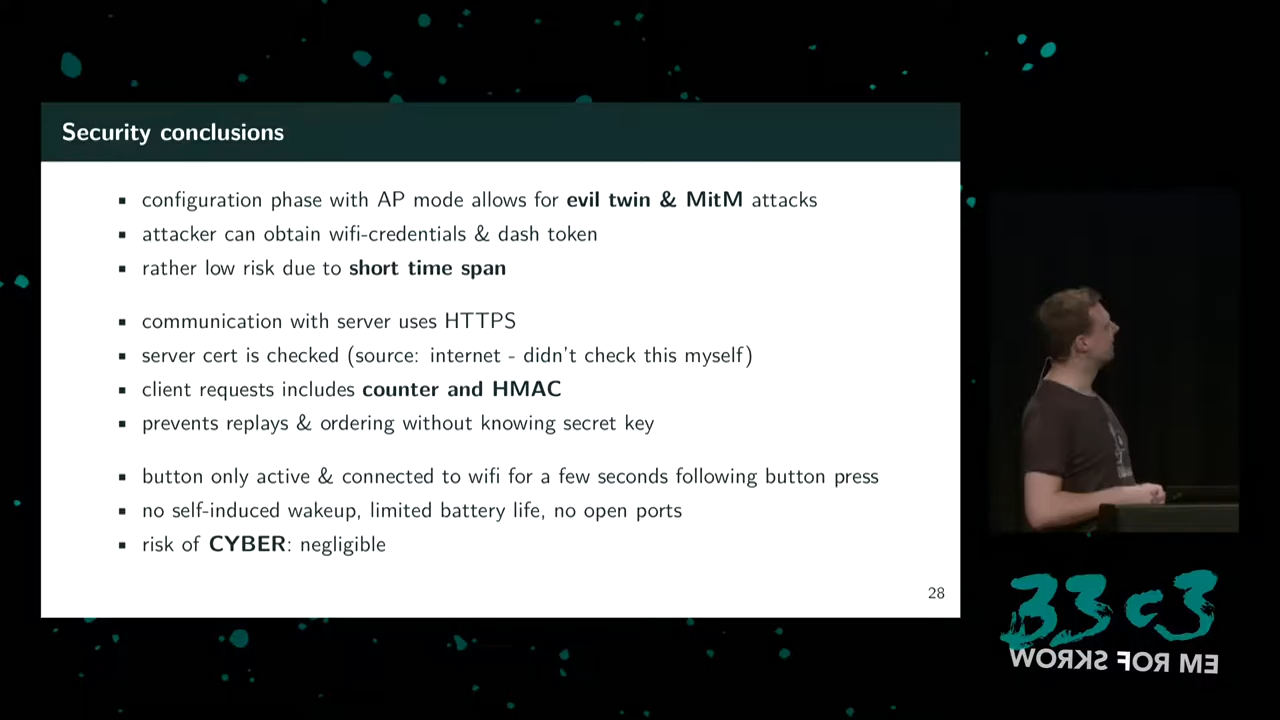 Security conclusions
▪ configuration phase with AP mode allows for evil twin & MitM attacks
▪ attacker can obtain wifi-credentials & dash token
▪ rather low risk due to short time span
▪ communication with server uses HTTPS
▪ server cert is checked (source: internet - didn't check this myself)
▪ client requests includes counter and HMAC
▪ prevents replays & ordering without knowing secret key
▪ button only active & connected to wifi for a few seconds following button press
▪ no self-induced wakeup, limited battery life, no open ports
▪ risk of CYBER: negligible
28
33c3
WORKS FOR ME